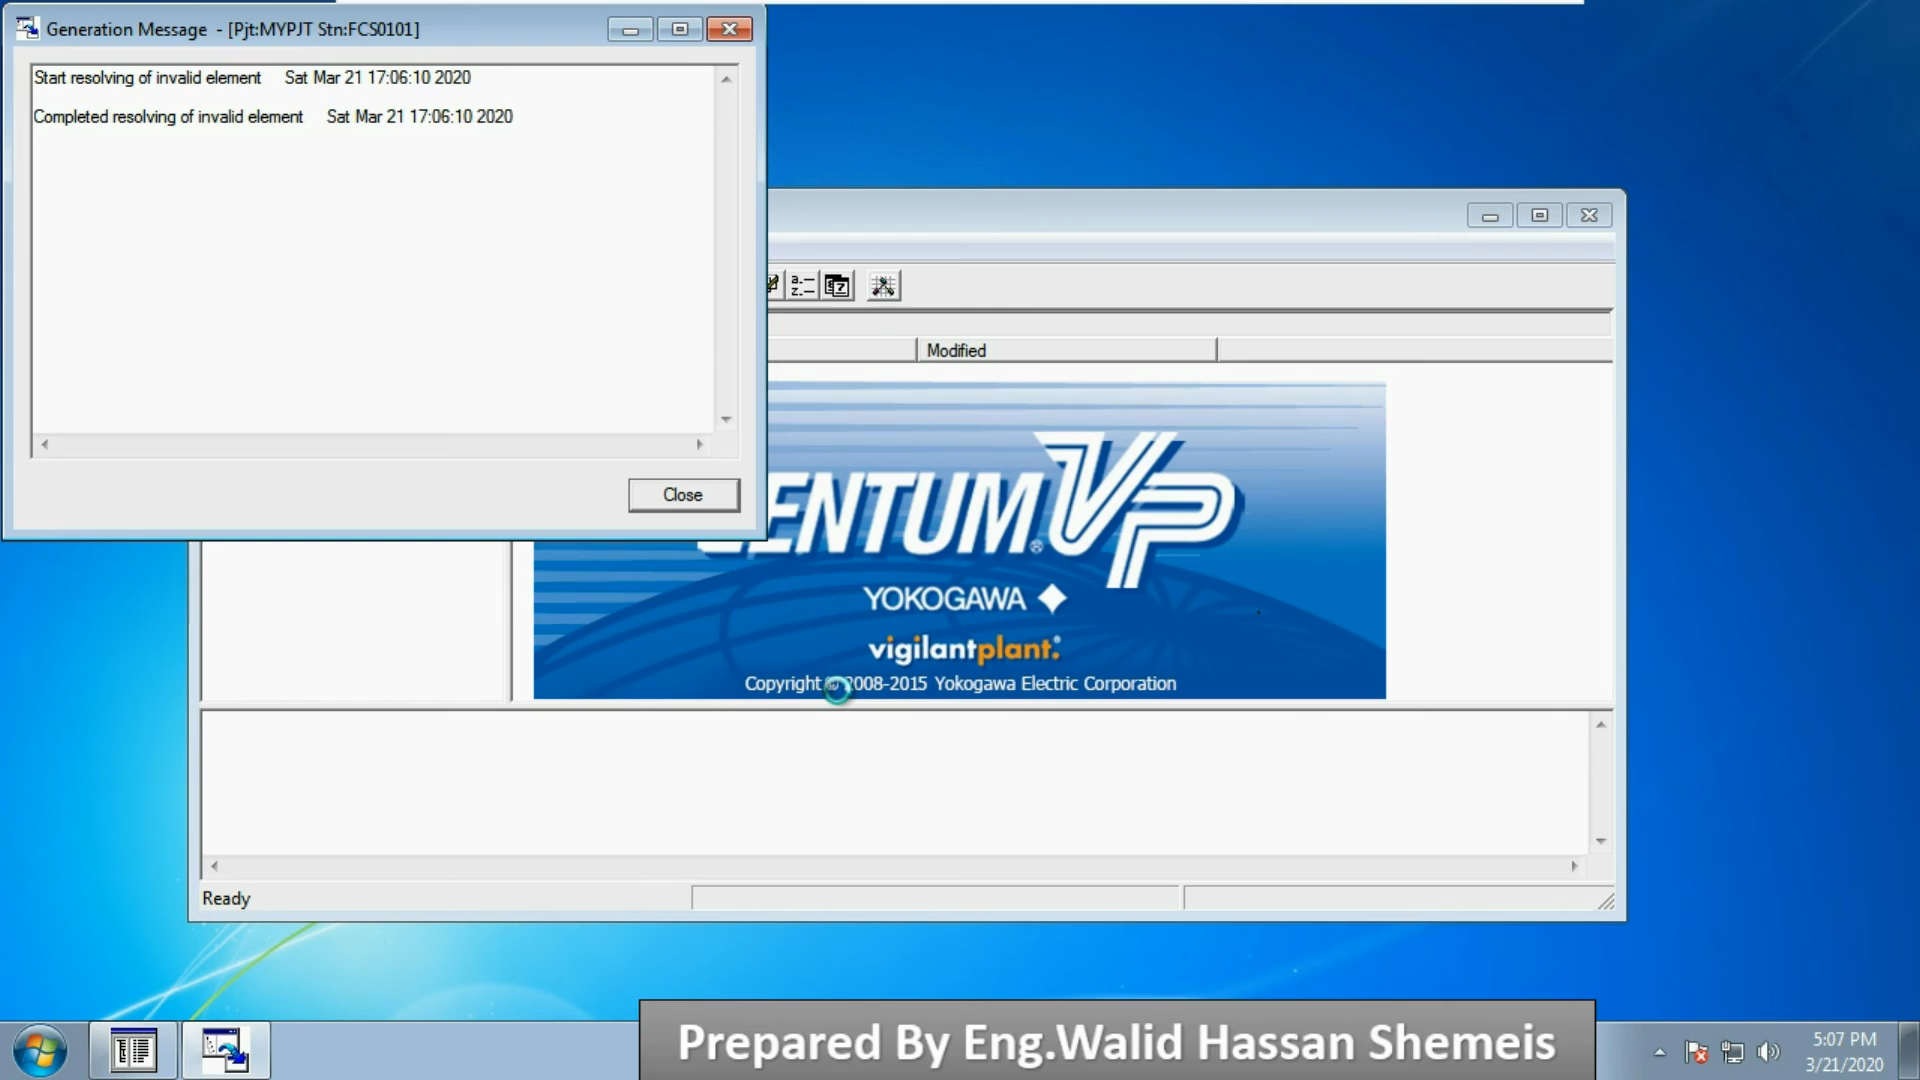 Generation Message - [Pjt:MYPJT Stn:FCS0101]
Start resolving of invalid element Sat Mar 21 17:06:10 2020
Completed resolving of invalid element Sat Mar 21 17:06:10 2020
Close
Modified
ENTUM VP
YOKOGAWA
vigilantplant.
Copyright © 2008-2015 Yokogawa Electric Corporation
Ready
Prepared By Eng.Walid Hassan Shemeis
5:07 PM
3/21/2020